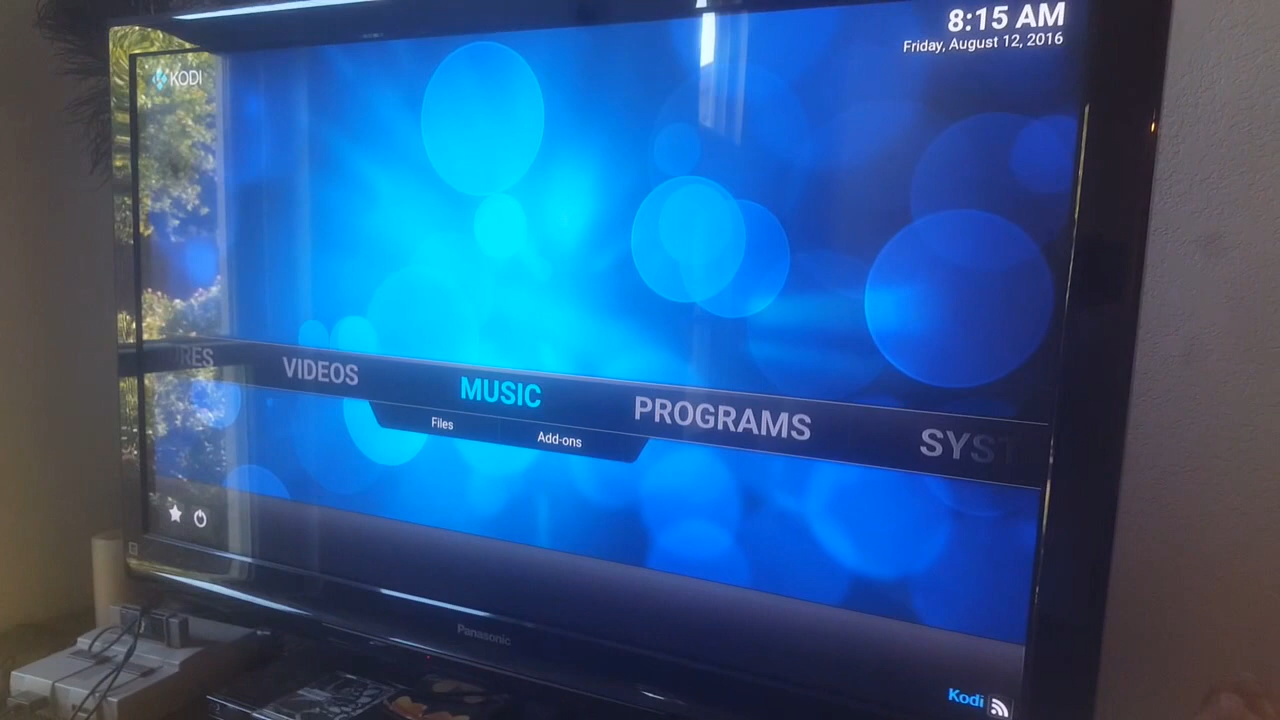 8:15 AM
Friday, August 12, 2016
KODI
VIDEOS
MUSIC
PROGRAMS
Files
Add-ons
Panasonic
Kodi